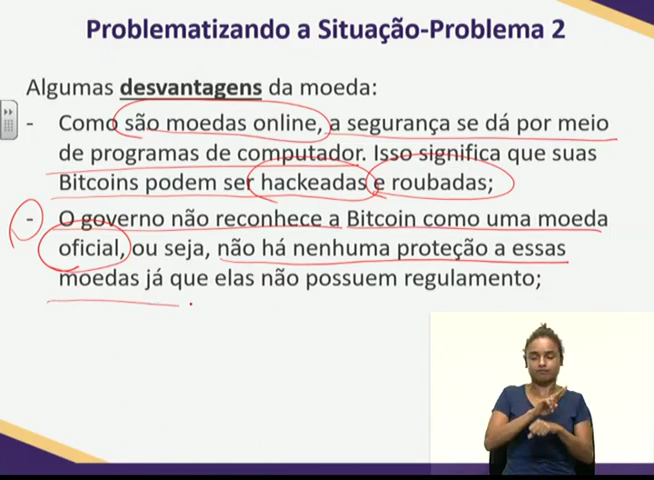 Problematizando a Situação-Problema 2
Algumas desvantagens da moeda:
- Como são moedas online, a segurança se dá por meio
de programas de computador. Isso significa que suas
Bitcoins podem ser hackeadas e roubadas;
- O governo não reconhece a Bitcoin como uma moeda
oficial, ou seja, não há nenhuma proteção a essas
moedas já que elas não possuem regulamento;